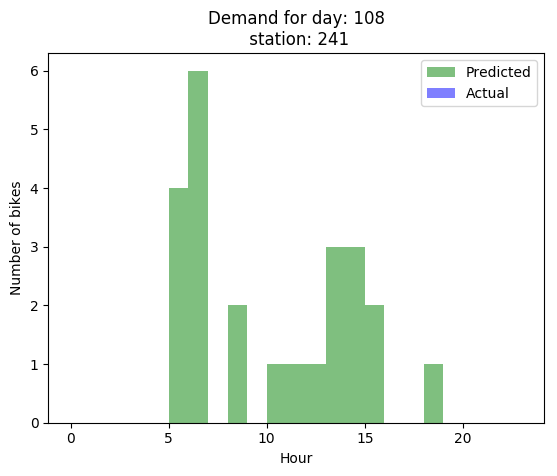 Demand for day: 108
station: 241
Predicted
Actual
Number of bikes
6
5
4
3
2
1
0
0 5 10 15 20
Hour